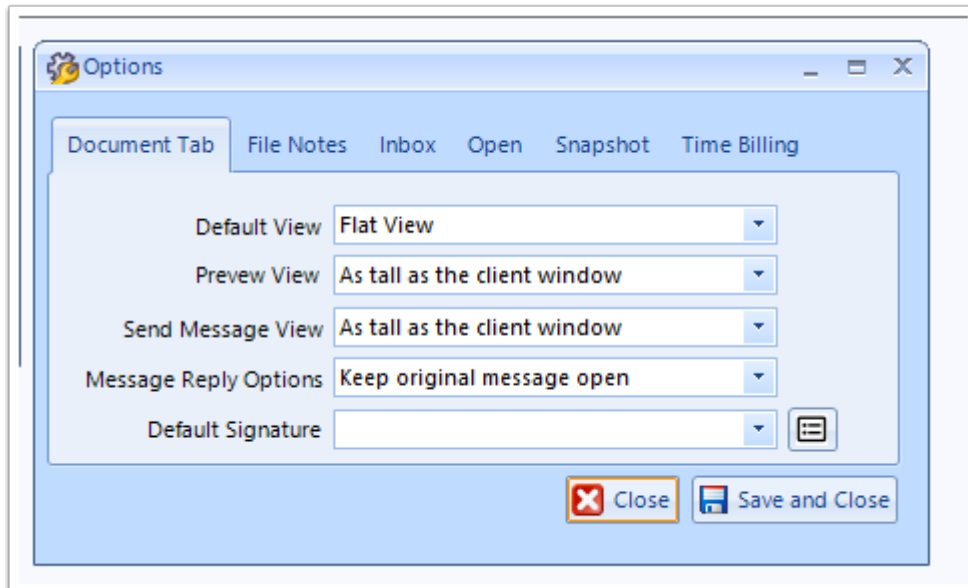 Options
Document Tab File Notes Inbox Open Snapshot Time Billing
Default View Flat View
Prevew View As tall as the client window
Send Message View As tall as the client window
Message Reply Options Keep original message open
Default Signature
Close Save and Close